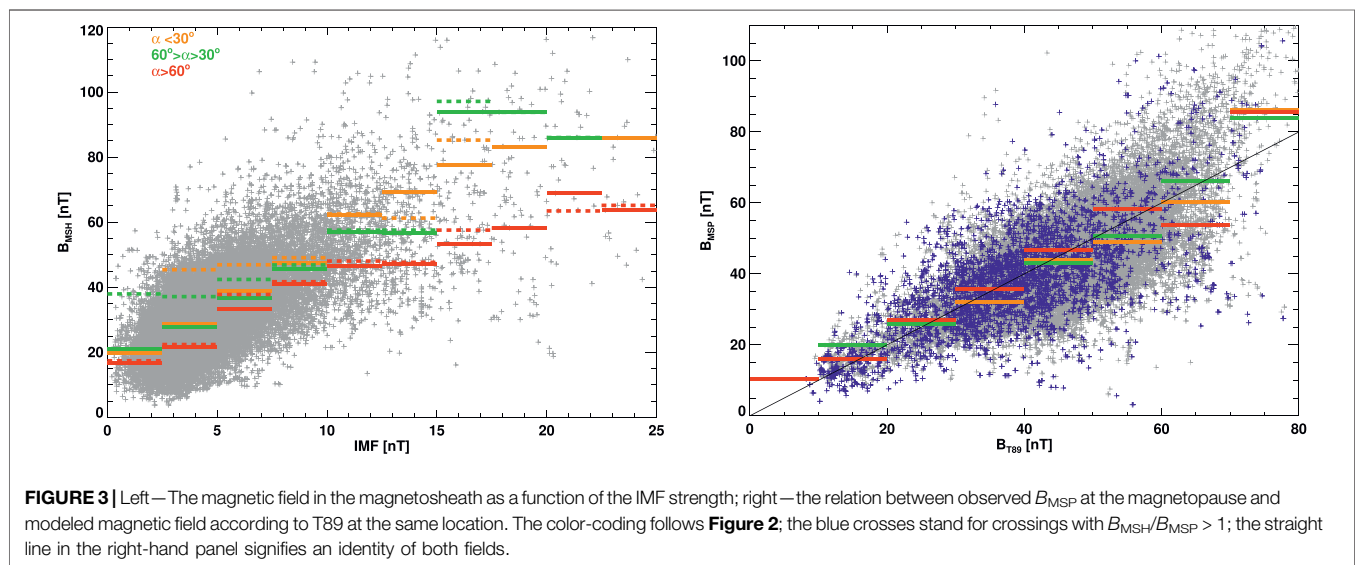 α <30°
60°>α>30°
α>60°
120
100
80
60
40
20
0
B_MSH [nT]
0 5 10 15 20 25
IMF [nT]
100
80
60
40
20
0
B_MSP [nT]
0 20 40 60 80
B_T89 [nT]
FIGURE 3 | Left—The magnetic field in the magnetosheath as a function of the IMF strength; right—the relation between observed B_MSP at the magnetopause and
modeled magnetic field according to T89 at the same location. The color-coding follows Figure 2; the blue crosses stand for crossings with B_MSH/B_MSP > 1; the straight
line in the right-hand panel signifies an identity of both fields.